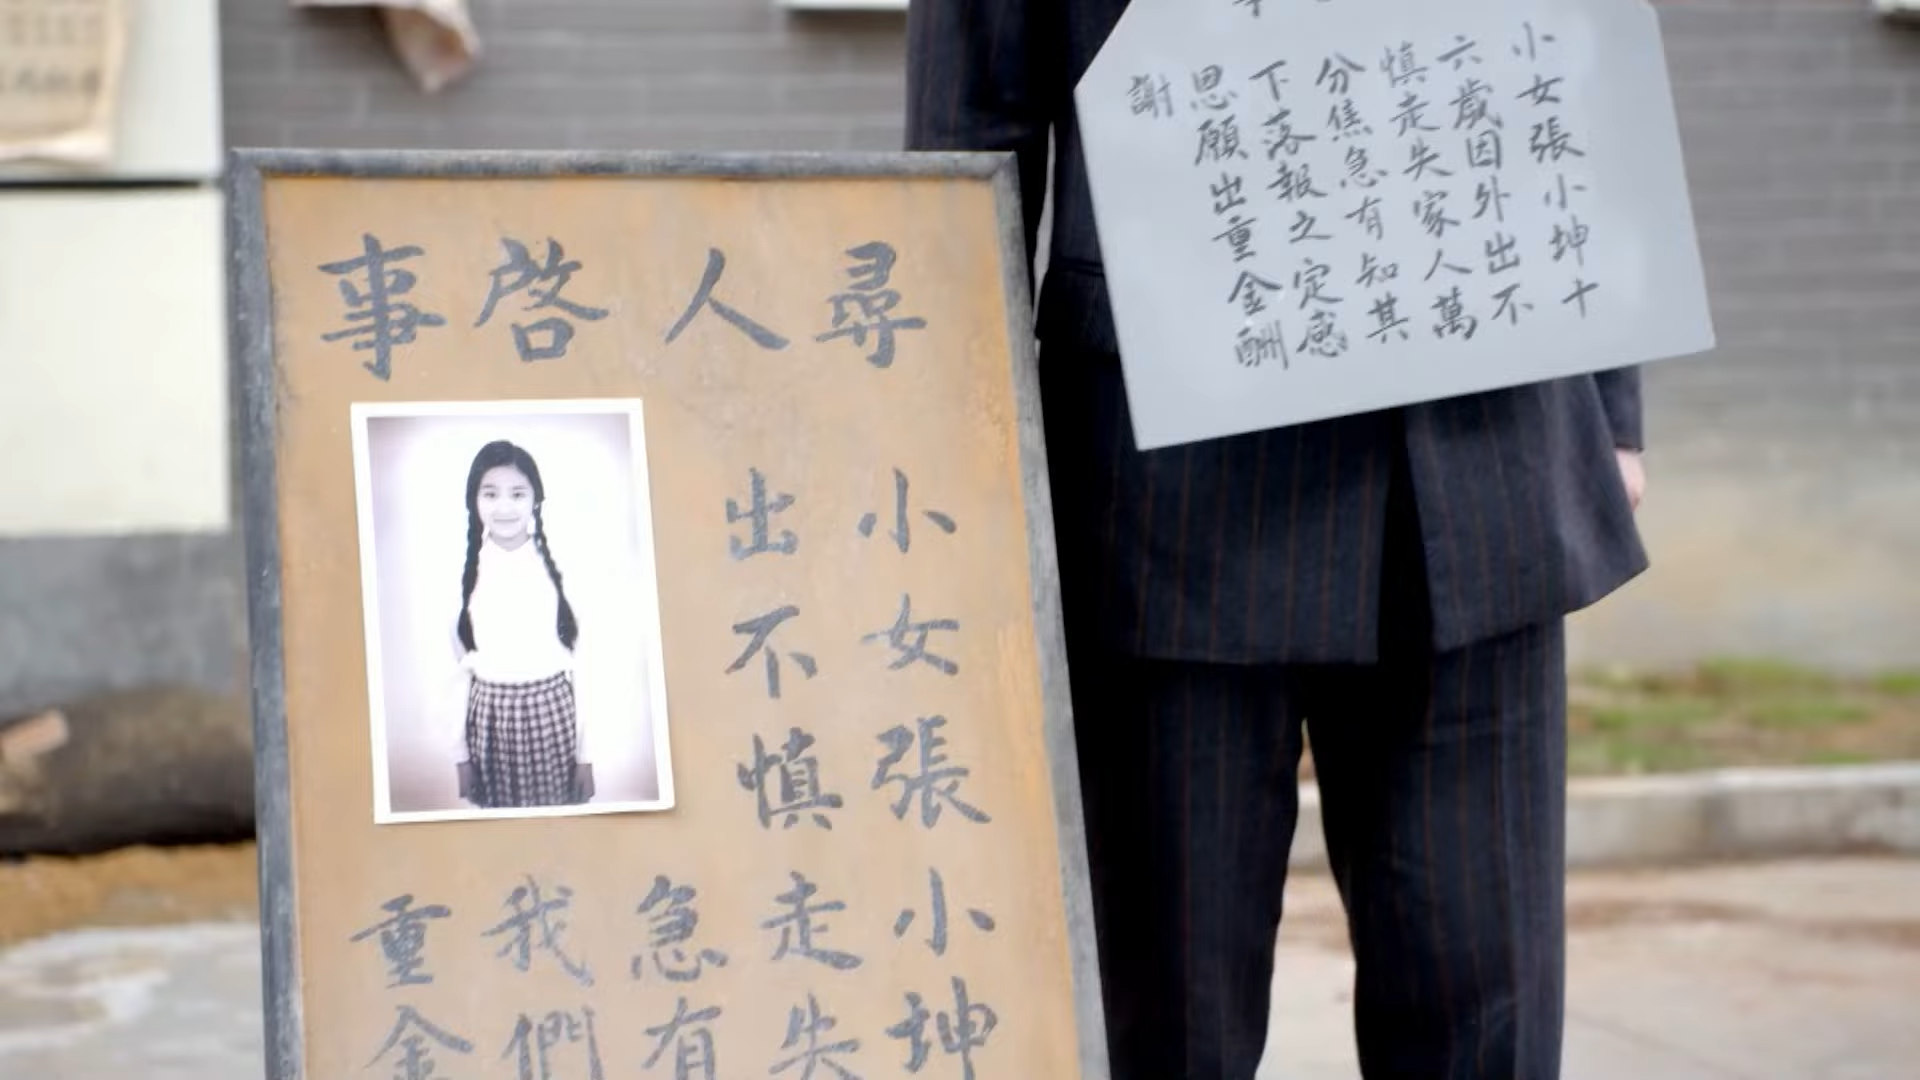 尋人啓事
小女張小坤
出不慎走失
急有
我們
重金
小女張小坤十
六歲因外出不
慎走失家人萬
分焦急有知其
下落報之定感
恩願出重金酬
謝